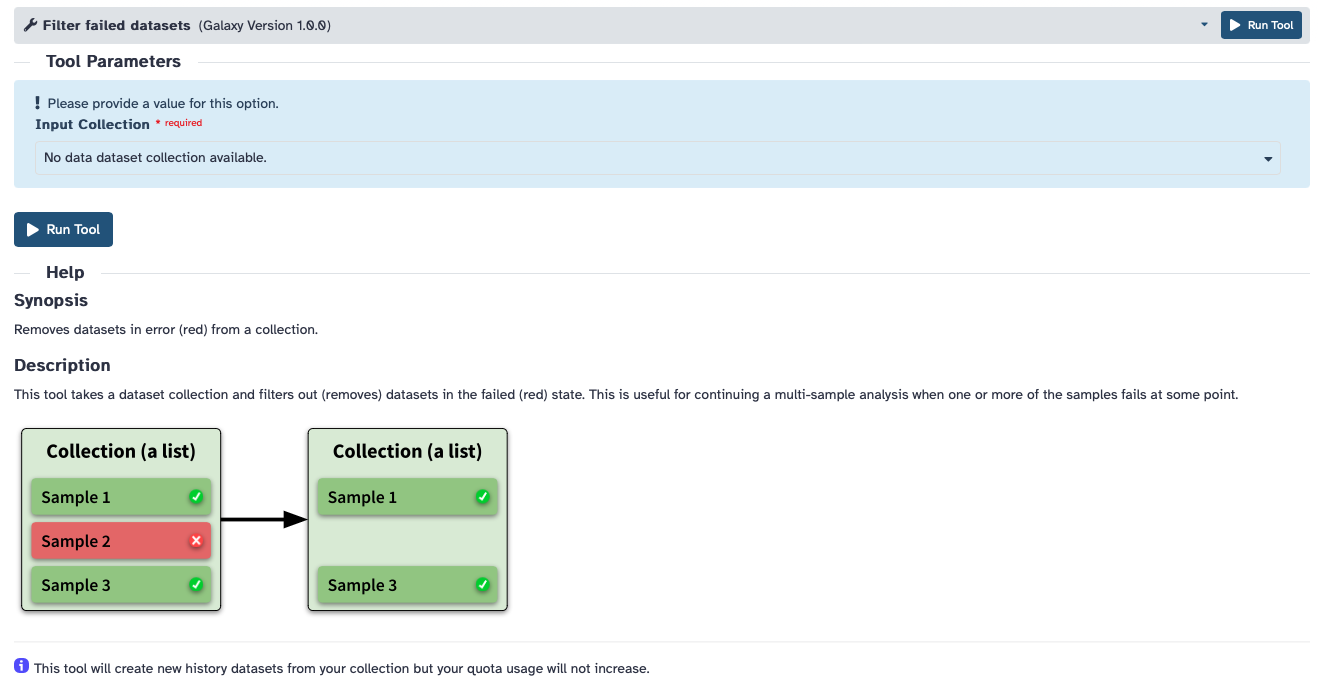 Filter failed datasets (Galaxy Version 1.0.0)
Run Tool
Tool Parameters
Please provide a value for this option.
Input Collection * required
No data dataset collection available.
Run Tool
Help
Synopsis
Removes datasets in error (red) from a collection.
Description
This tool takes a dataset collection and filters out (removes) datasets in the failed (red) state. This is useful for continuing a multi-sample analysis when one or more of the samples fails at some point.
Collection (a list)
Sample 1
Sample 2
Sample 3
Collection (a list)
Sample 1
Sample 3
This tool will create new history datasets from your collection but your quota usage will not increase.